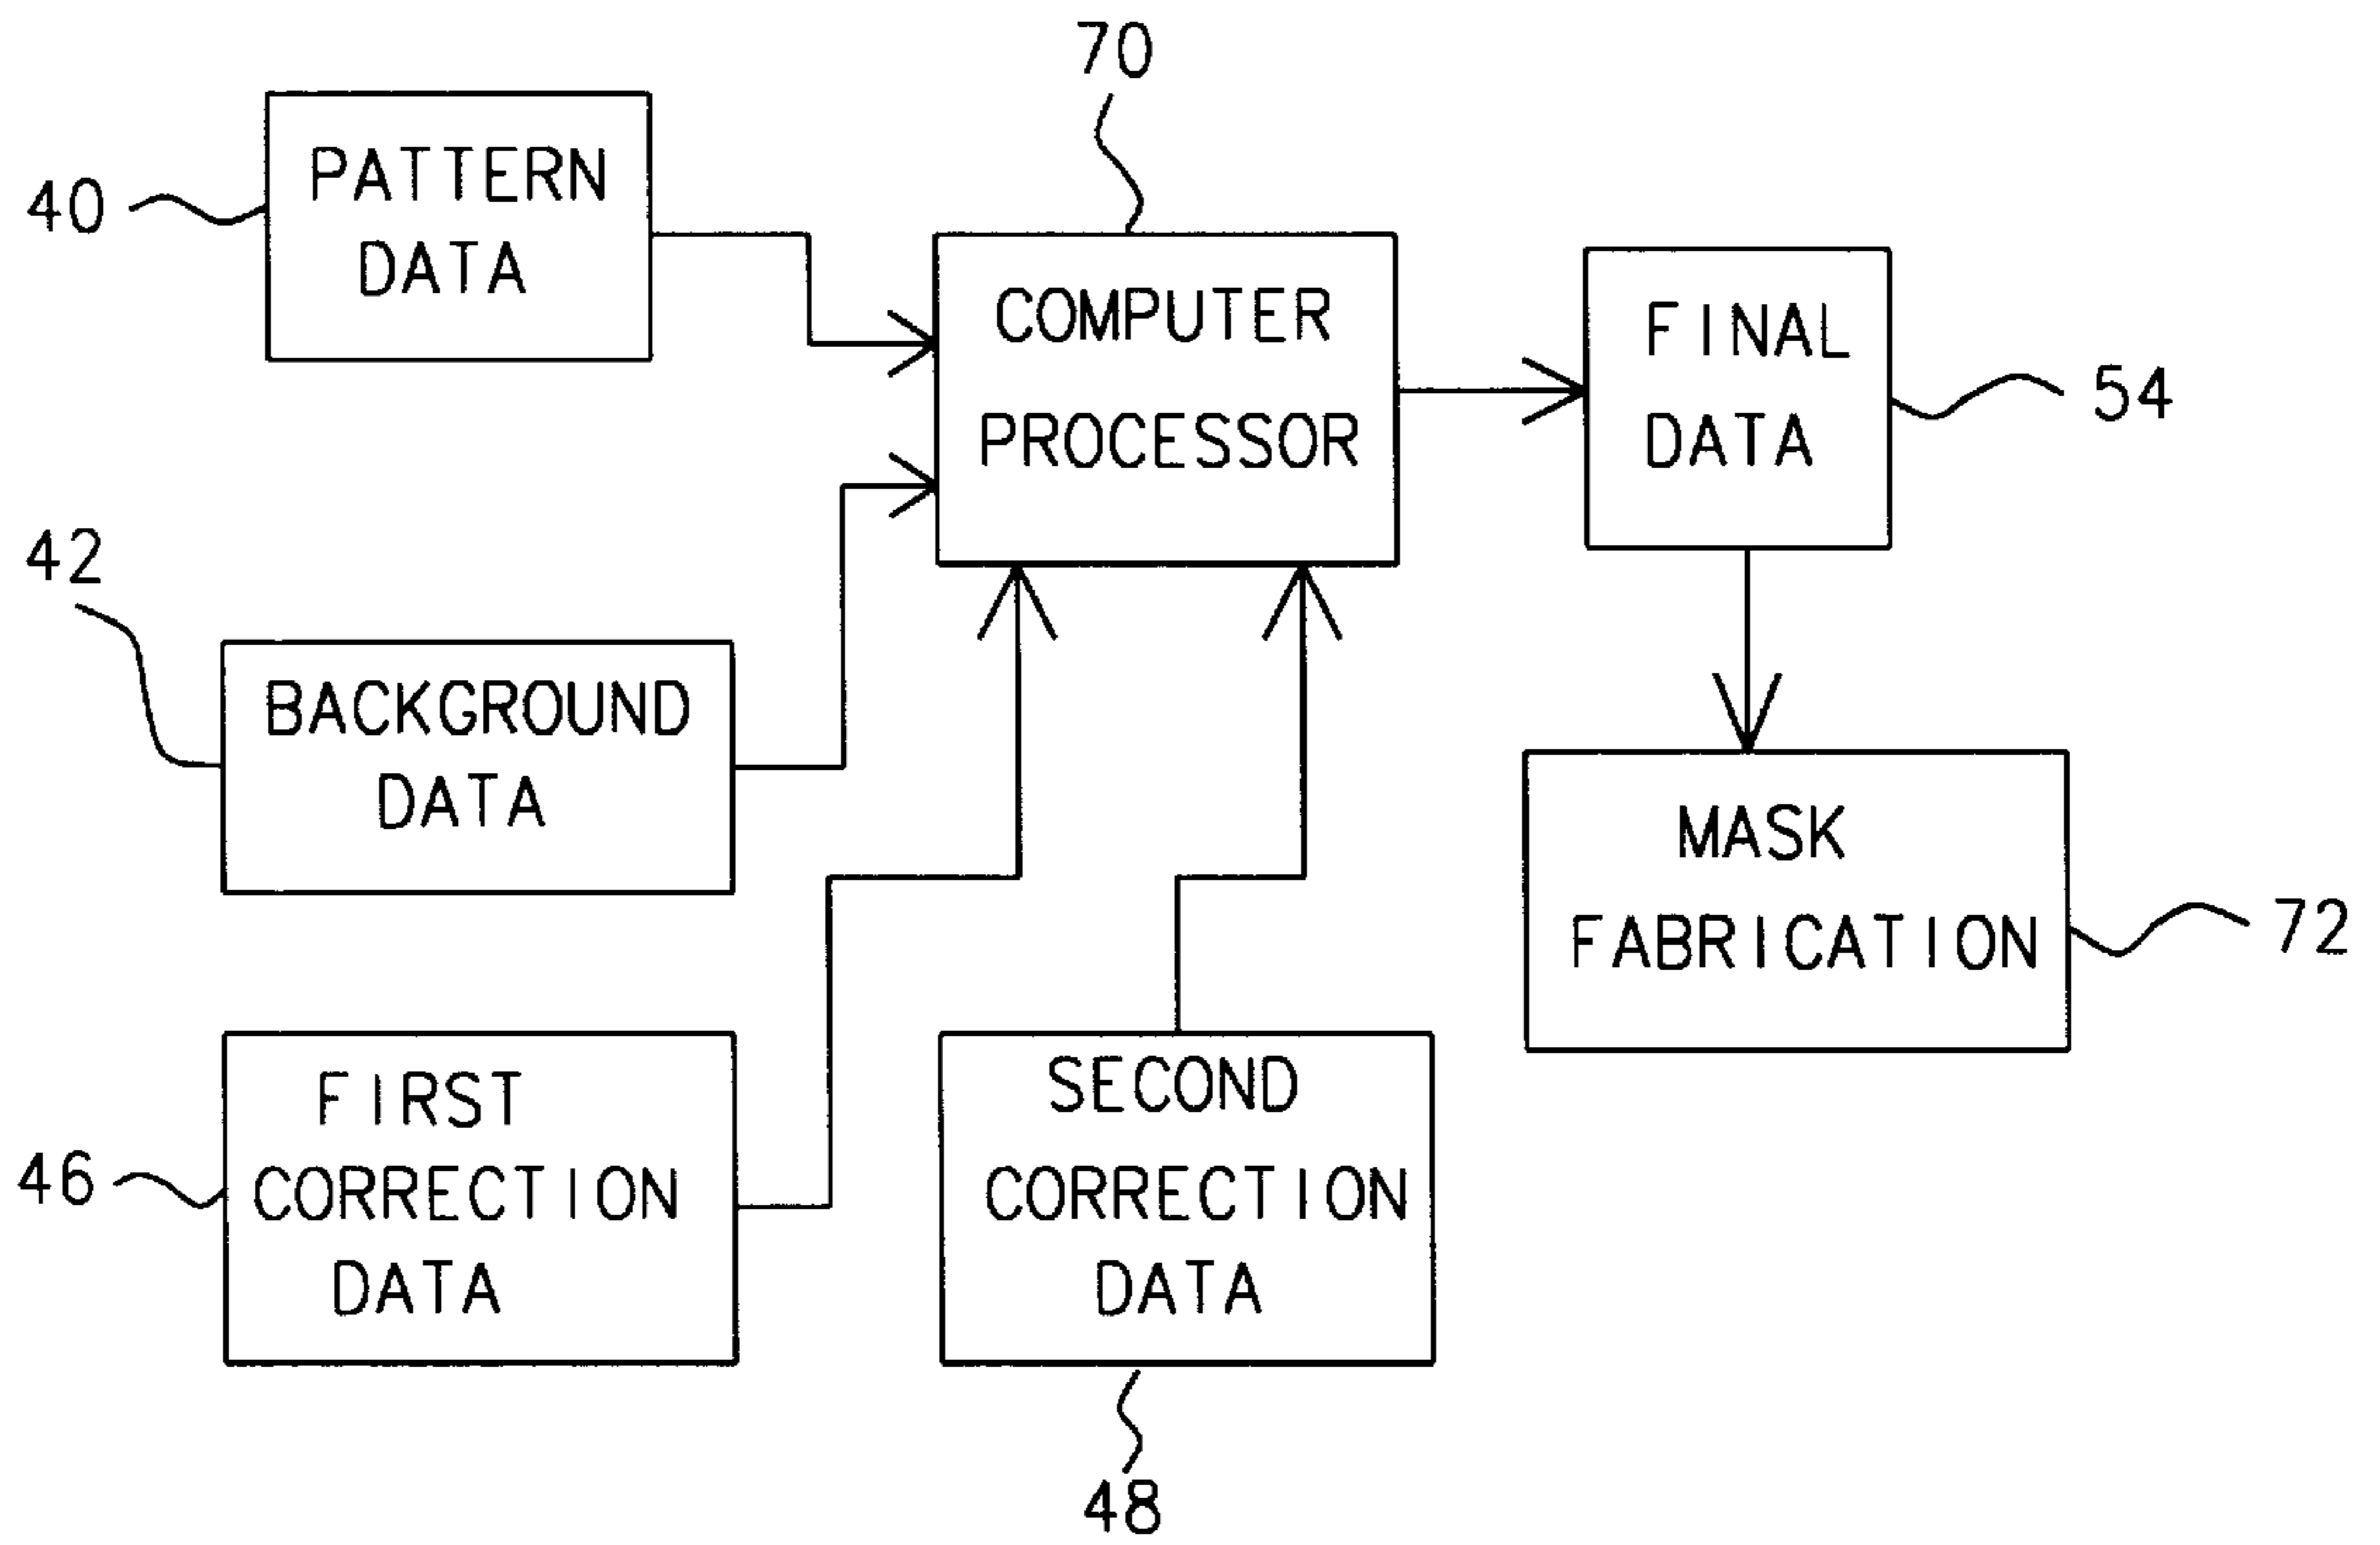 70
PATTERN
DATA
40
COMPUTER
PROCESSOR
FINAL
DATA
54
42
BACKGROUND
DATA
MASK
FABRICATION
72
FIRST
CORRECTION
DATA
46
SECOND
CORRECTION
DATA
48